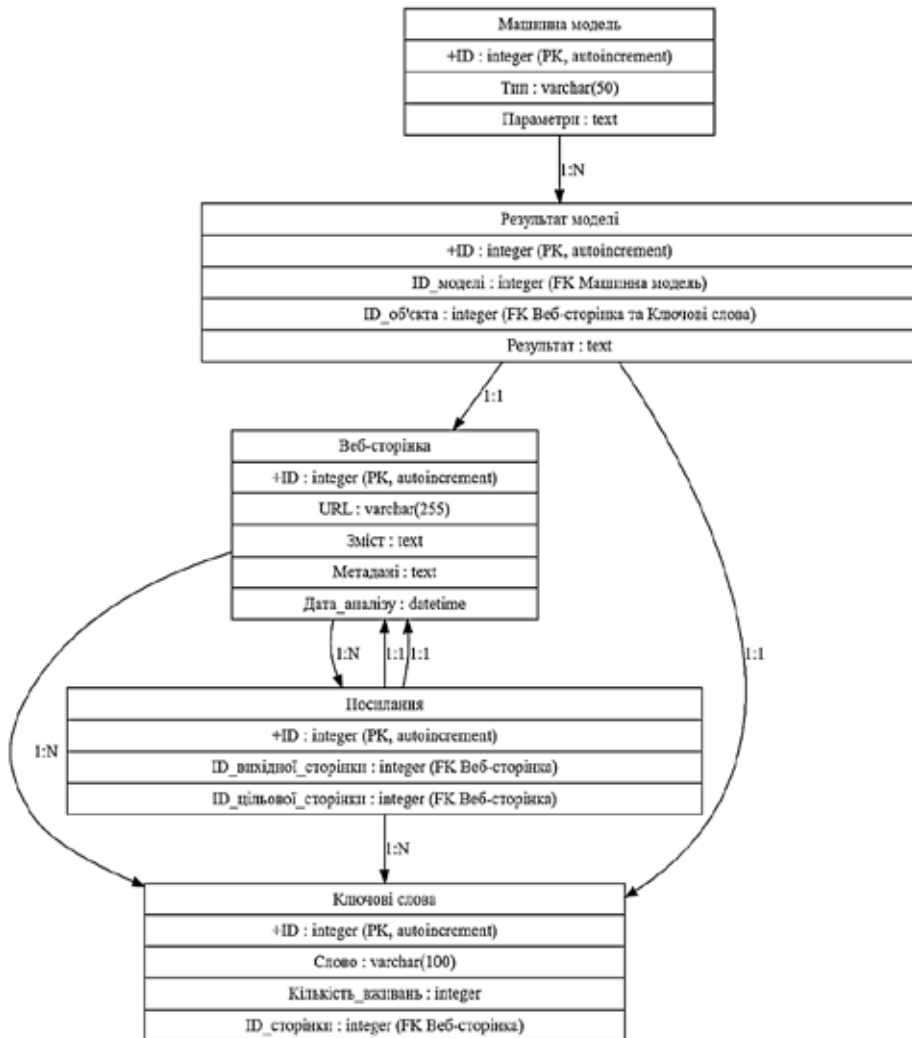 Машинна модель
+ID : integer (PK, autoincrement)
Тип : varchar(50)
Параметри : text
1:N
Результат моделі
+ID : integer (PK, autoincrement)
ID_моделі : integer (FK Машинна модель)
ID_об'єкта : integer (FK Веб-сторінка та Ключові слова)
Результат : text
1:1
Веб-сторінка
+ID : integer (PK, autoincrement)
URL : varchar(255)
Зміст : text
Метадані : text
Дата_аналізу : datetime
1:1
1:N
1:1
1:1
Посилання
+ID : integer (PK, autoincrement)
ID_вихідної_сторінки : integer (FK Веб-сторінка)
ID_цільової_сторінки : integer (FK Веб-сторінка)
1:N
1:N
Ключові слова
+ID : integer (PK, autoincrement)
Слово : varchar(100)
Кількість_вживань : integer
ID_сторінки : integer (FK Веб-сторінка)